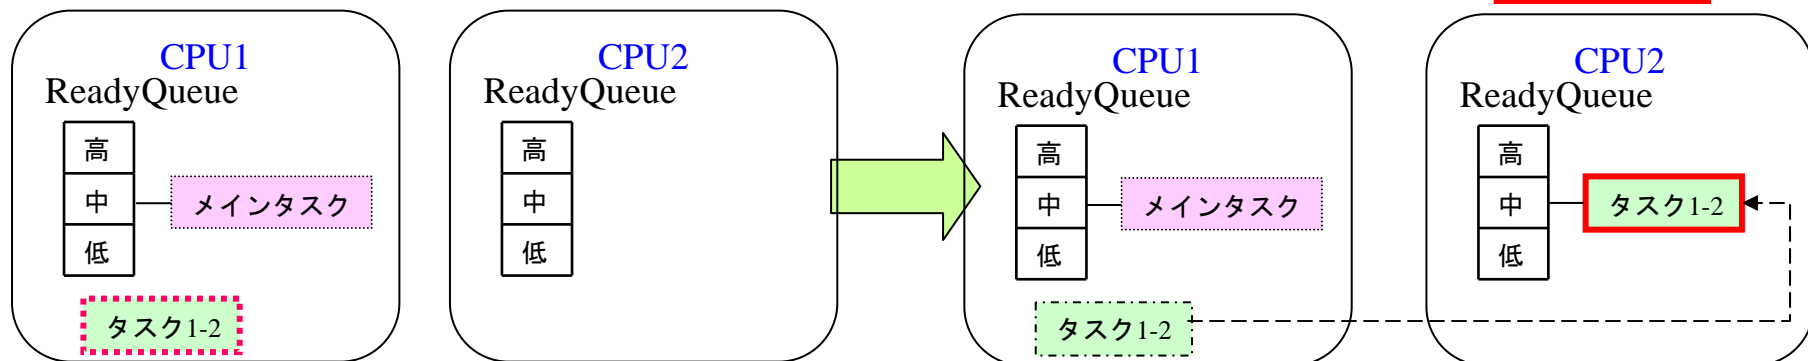 CPU1
ReadyQueue
高
中
メインタスク
低
タスク1-2
CPU2
ReadyQueue
高
中
低
CPU1
ReadyQueue
高
中
メインタスク
低
タスク1-2
CPU2
ReadyQueue
高
中
タスク1-2
低